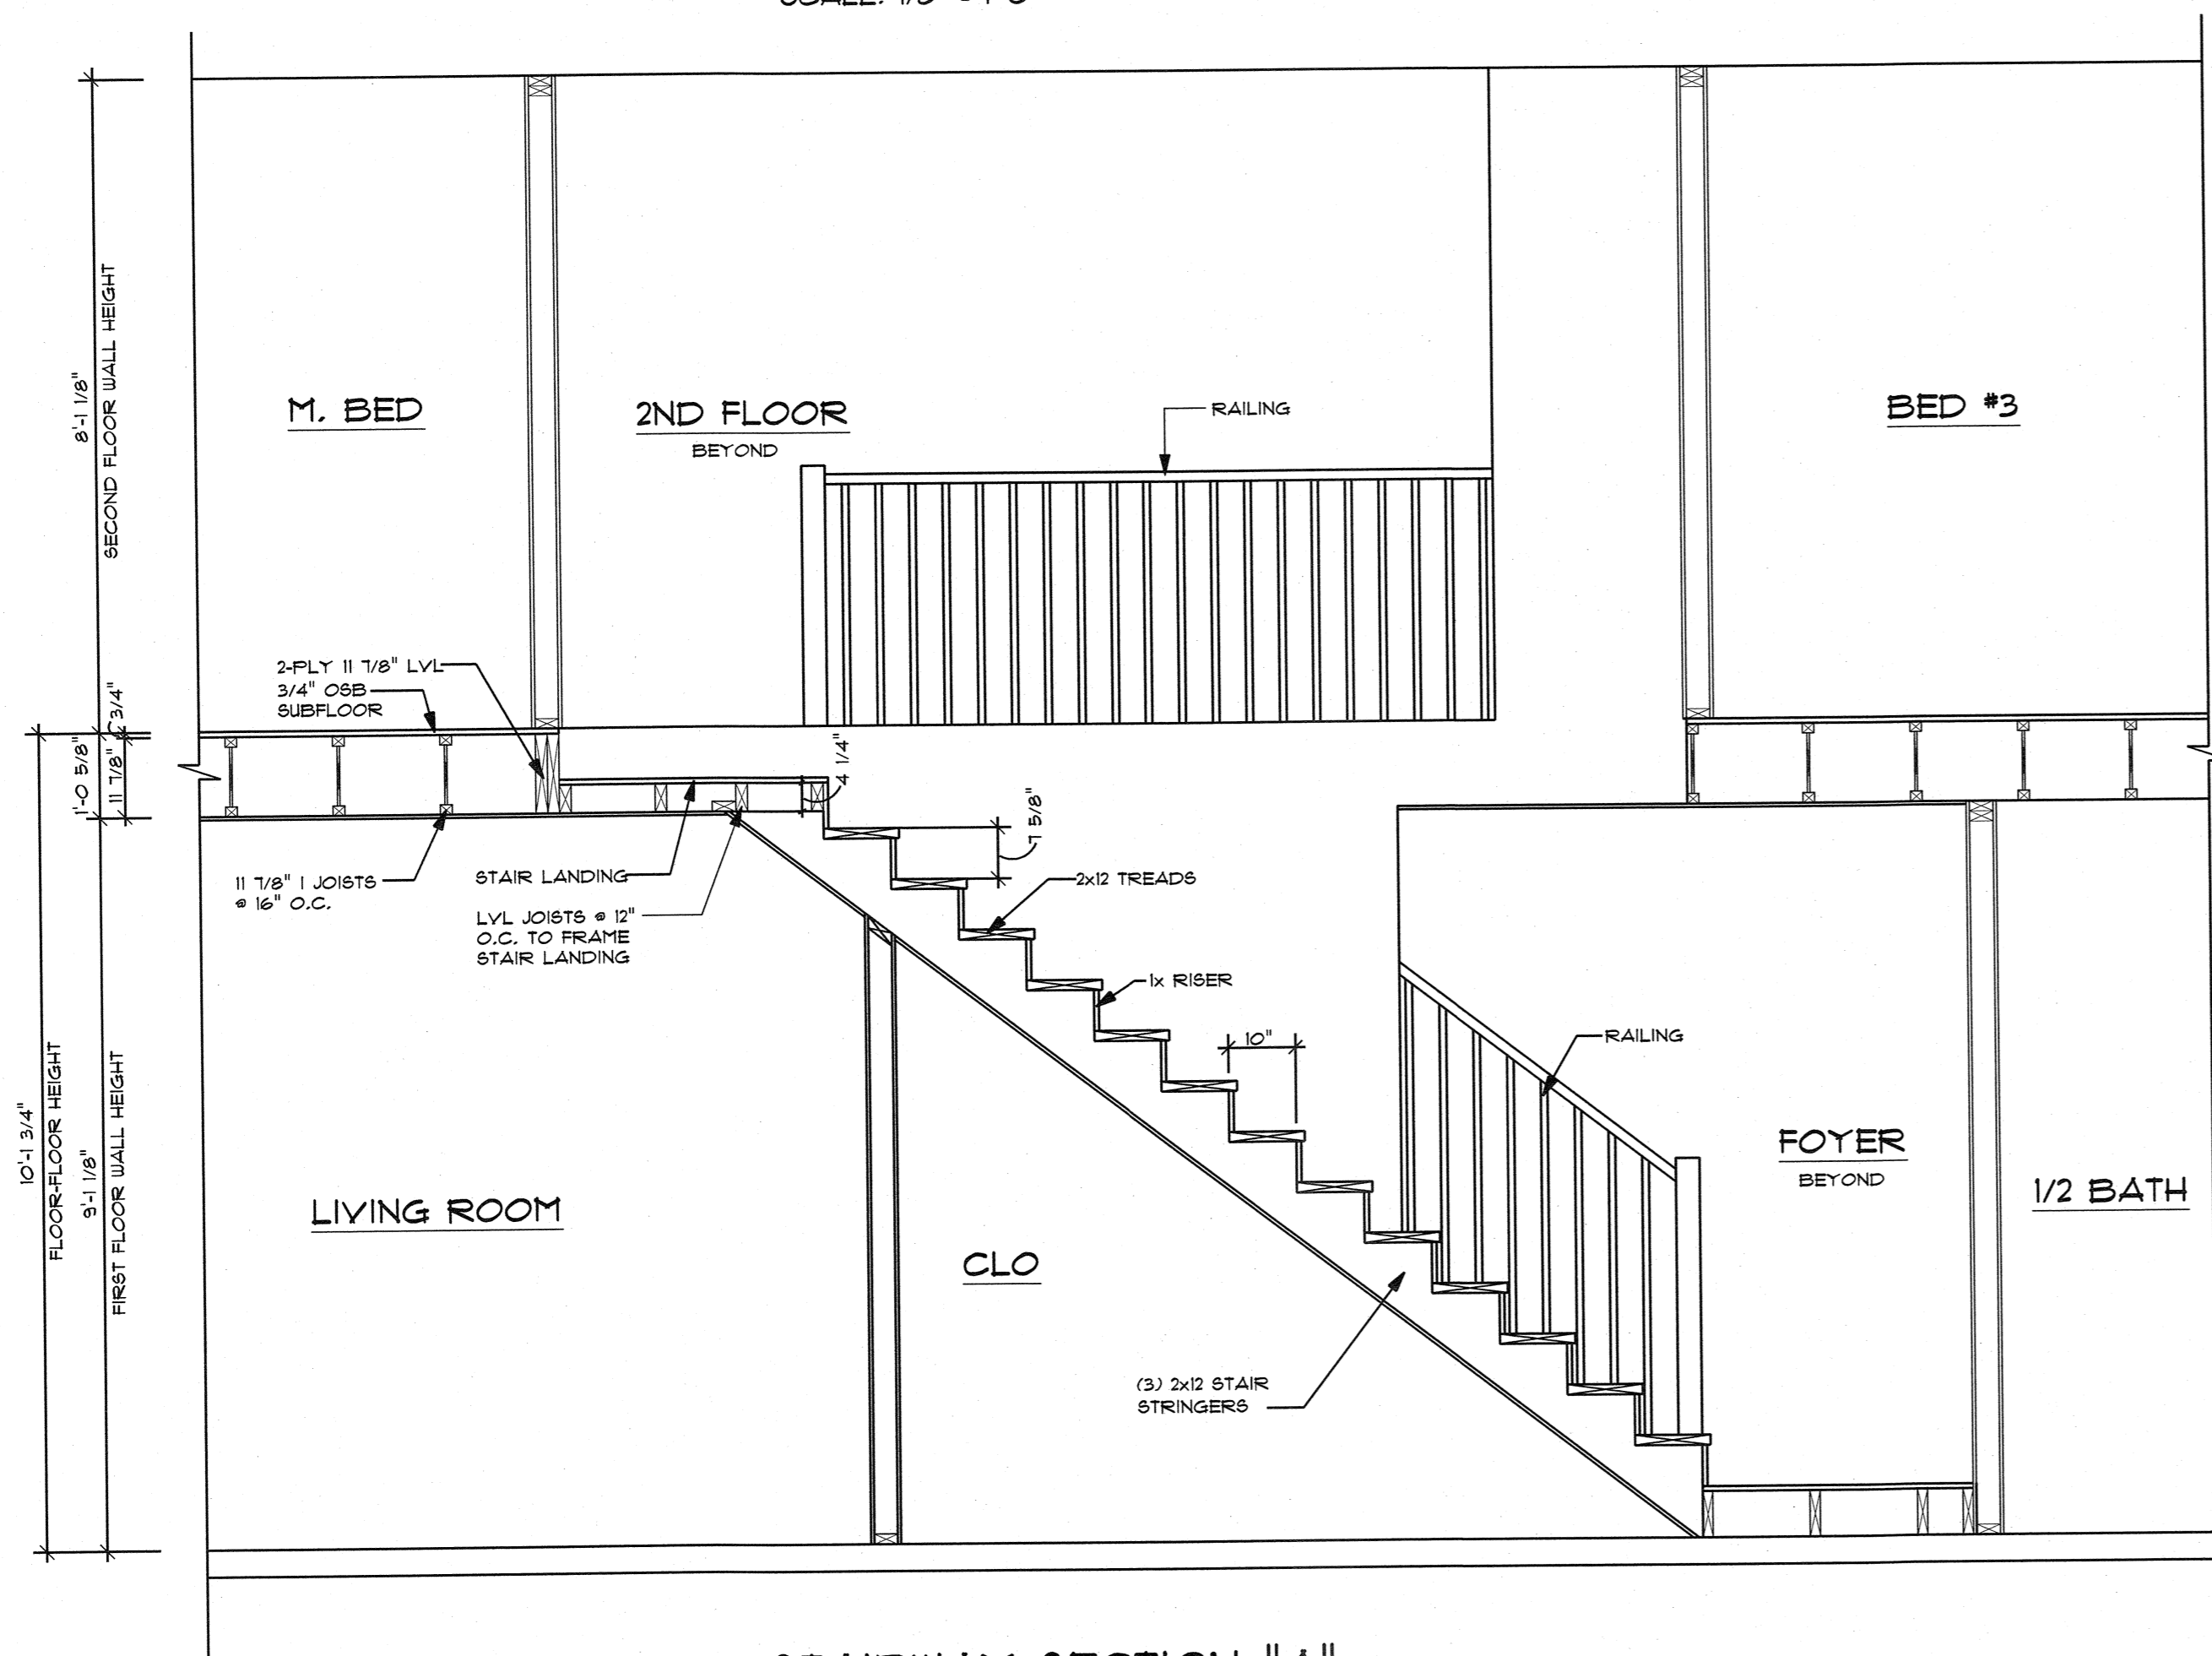 8'-1 1/8"
SECOND FLOOR WALL HEIGHT
M. BED
2ND FLOOR
BEYOND
RAILING
BED #3
2-PLY 11 7/8" LVL
3/4" OSB
SUBFLOOR
3/4"
1'-0 5/8"
11 7/8"
4 1/4"
7 5/8"
11 7/8" I JOISTS
@ 16" O.C.
STAIR LANDING
LVL JOISTS @ 12"
O.C. TO FRAME
STAIR LANDING
2x12 TREADS
1x RISER
10"
RAILING
10'-1 3/4"
FLOOR-FLOOR HEIGHT
9'-1 1/8"
FIRST FLOOR WALL HEIGHT
LIVING ROOM
CLO
FOYER
BEYOND
1/2 BATH
(3) 2x12 STAIR
STRINGERS
SECTION "A"